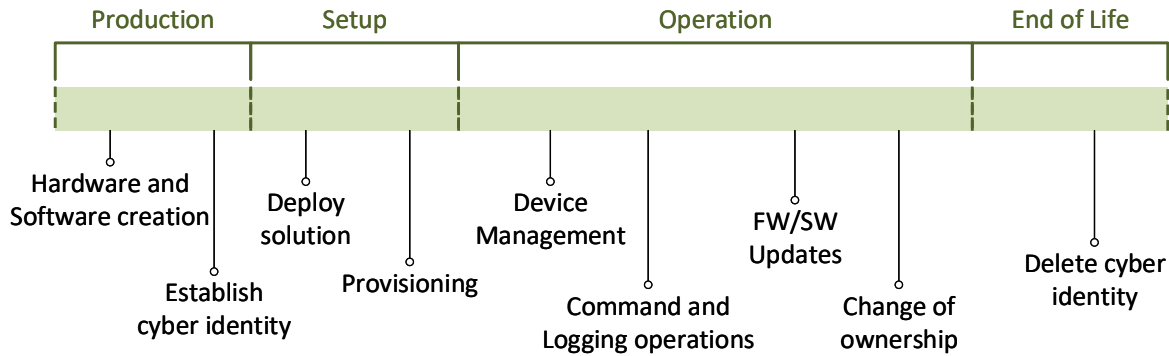 Production
Setup
Operation
End of Life
Hardware and
Software creation
Establish
cyber identity
Deploy
solution
Provisioning
Device
Management
Command and
Logging operations
FW/SW
Updates
Change of
ownership
Delete cyber
identity